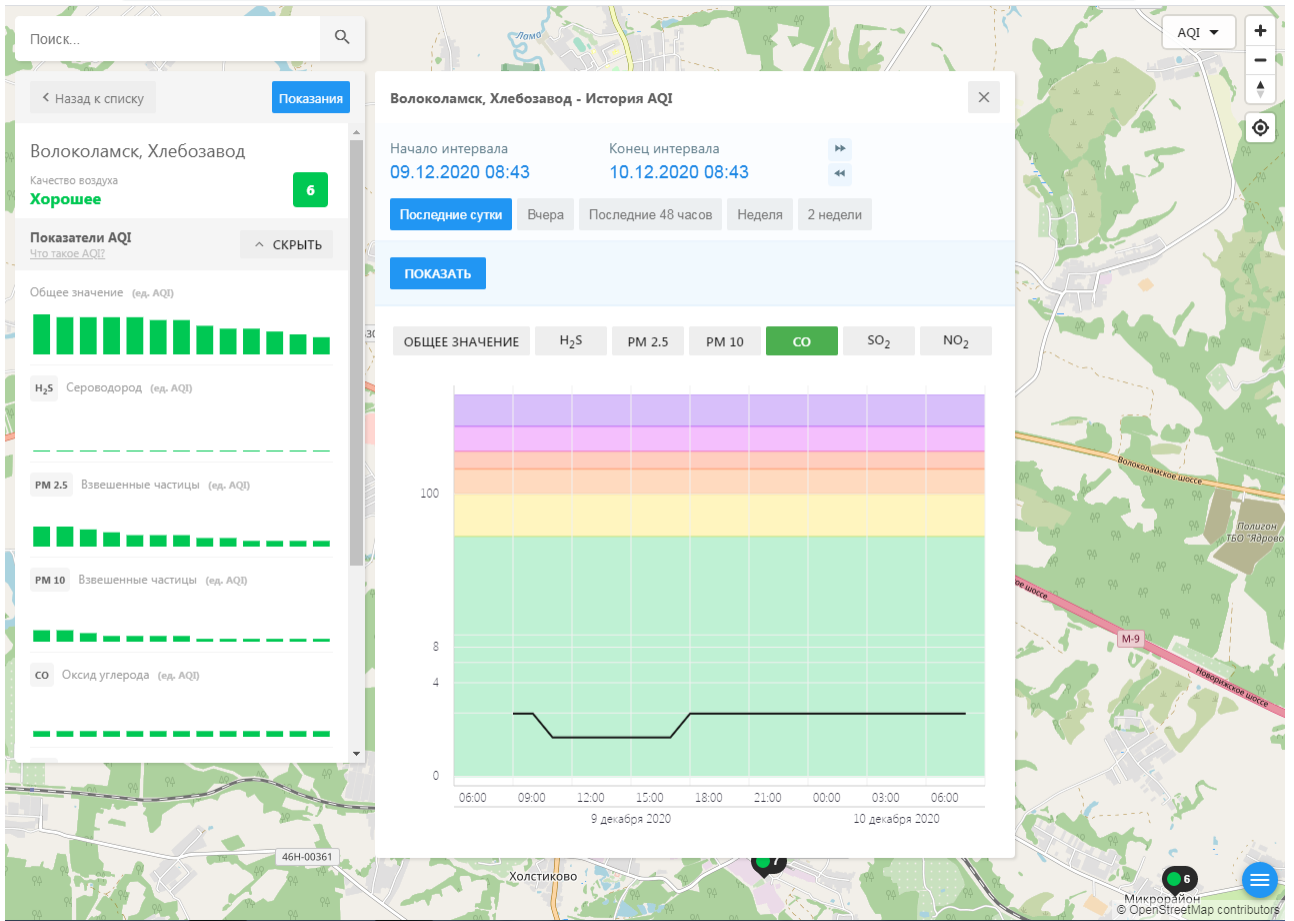 Поиск...
Назад к списку
Показания
Волоколамск, Хлебозавод
Качество воздуха
Хорошее
6
Показатели AQI
Что такое AQI?
СКРЫТЬ
Общее значение (ед. AQI)
H₂S Сероводород (ед. AQI)
PM 2.5 Взвешенные частицы (ед. AQI)
PM 10 Взвешенные частицы (ед. AQI)
CO Оксид углерода (ед. AQI)
Волоколамск, Хлебозавод - История AQI
Начало интервала
09.12.2020 08:43
Конец интервала
10.12.2020 08:43
Последние сутки
Вчера
Последние 48 часов
Неделя
2 недели
ПОКАЗАТЬ
ОБЩЕЕ ЗНАЧЕНИЕ
H₂S
PM 2.5
PM 10
CO
SO₂
NO₂
100
8
4
0
06:00 09:00 12:00 15:00 18:00 21:00 00:00 03:00 06:00
9 декабря 2020 10 декабря 2020
AQI
Ломо
Волоколамское шоссе
Полигон
ТБО "Ядрово
ое шоссе
М-9
Новорижское шоссе
46Н-00361
Холстиково
7
6
Микрорайон
© OpenStreetMap contributors